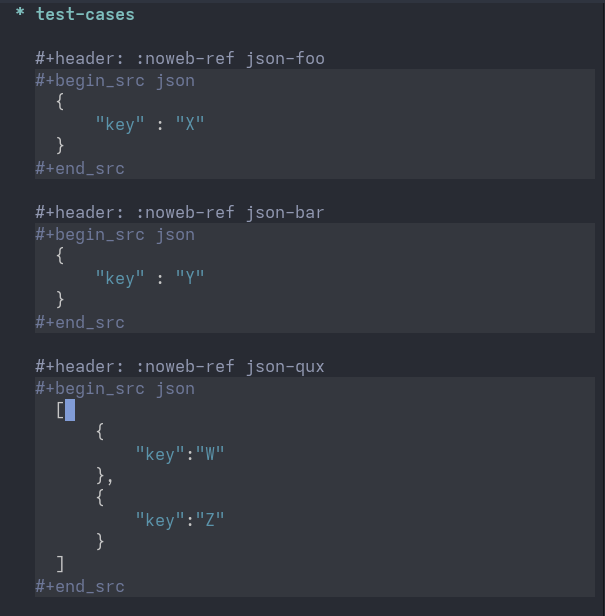 * test-cases
#+header: :noweb-ref json-foo
#+begin_src json
{
"key" : "X"
}
#+end_src
#+header: :noweb-ref json-bar
#+begin_src json
{
"key" : "Y"
}
#+end_src
#+header: :noweb-ref json-qux
#+begin_src json
[
{
"key":"W"
},
{
"key":"Z"
}
]
#+end_src